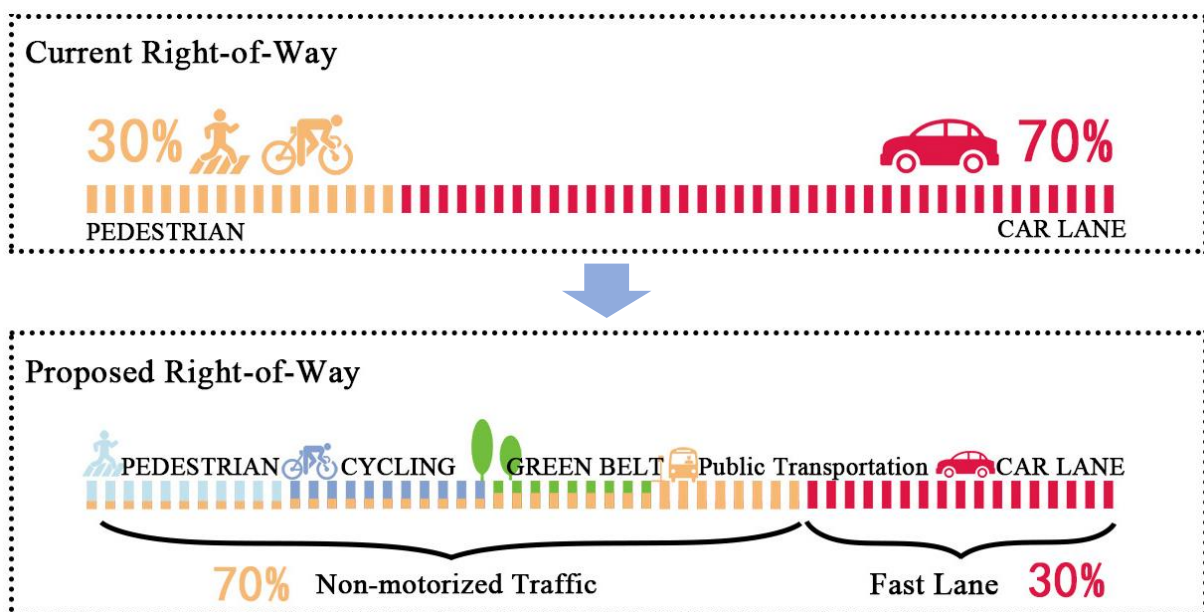 Current Right-of-Way
30% 70%
PEDESTRIAN CAR LANE
Proposed Right-of-Way
PEDESTRIAN CYCLING GREEN BELT Public Transportation CAR LANE
70% Non-motorized Traffic Fast Lane 30%